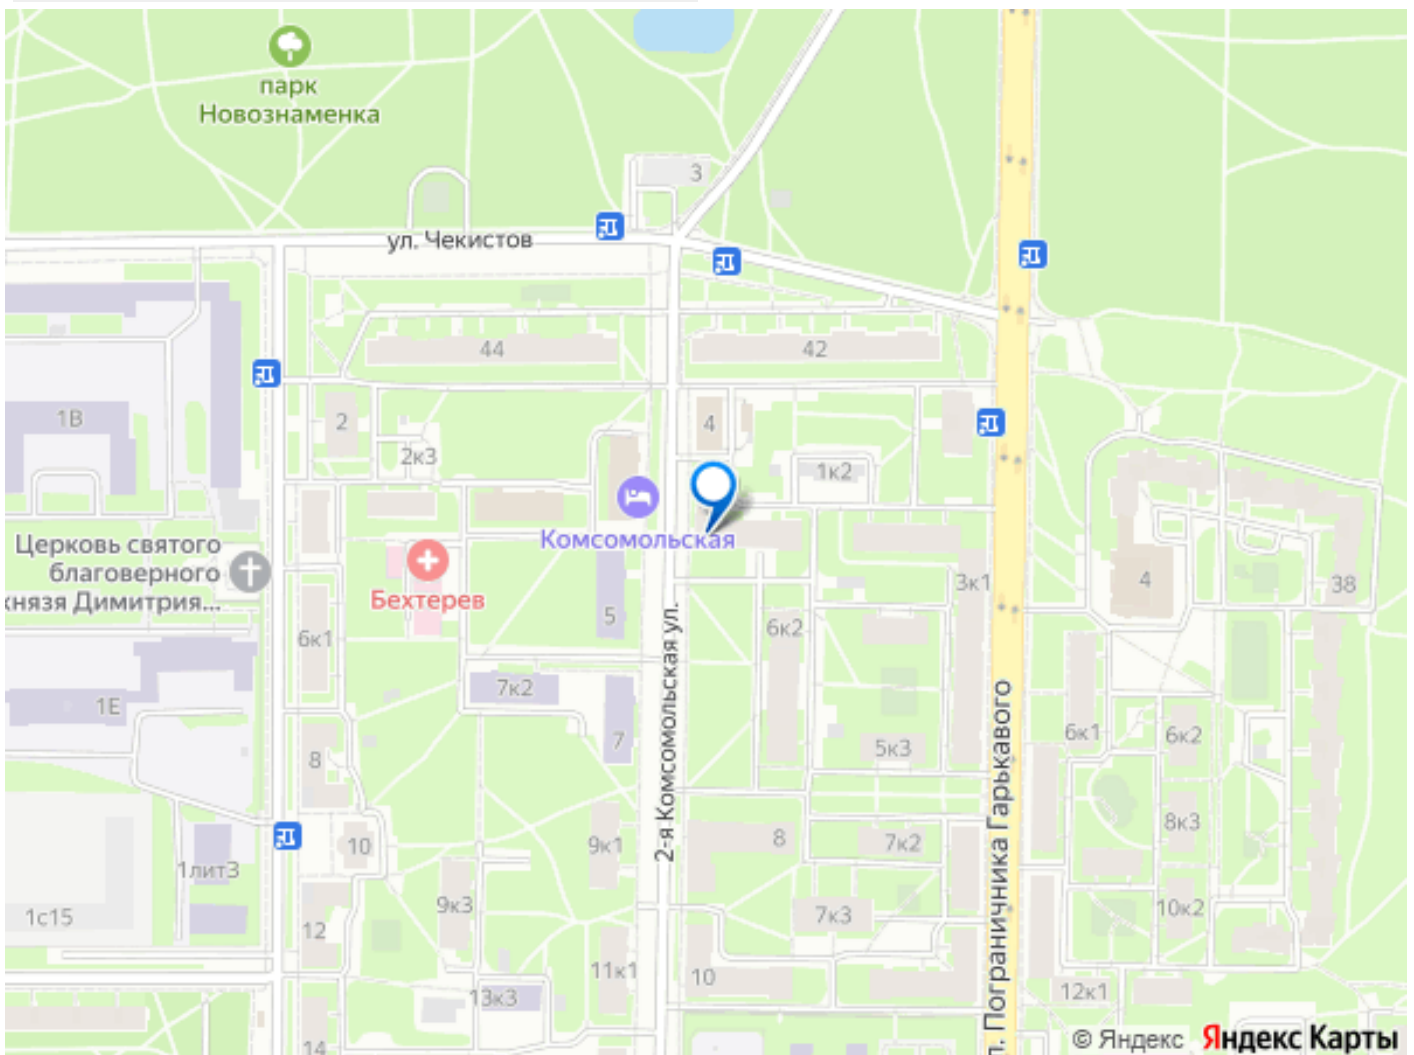 парк
Новознаменка
3
ул. Чекистов
44
42
1В
2
4
2к3
1к2
Комсомольская
Церковь святого
благоверного
князя Димитрия...
Бехтерев
3к1
4
38
5
6к2
6к1
7к2
1Е
2-я Комсомольская ул.
7
5к3
6к1
6к2
8
л. Пограничника Гарькавого
10
9к1
8
7к2
8к3
1лит3
9к3
7к3
10к2
1с15
12
11к1
10
13к3
12к1
14
© Яндекс Яндекс Карты